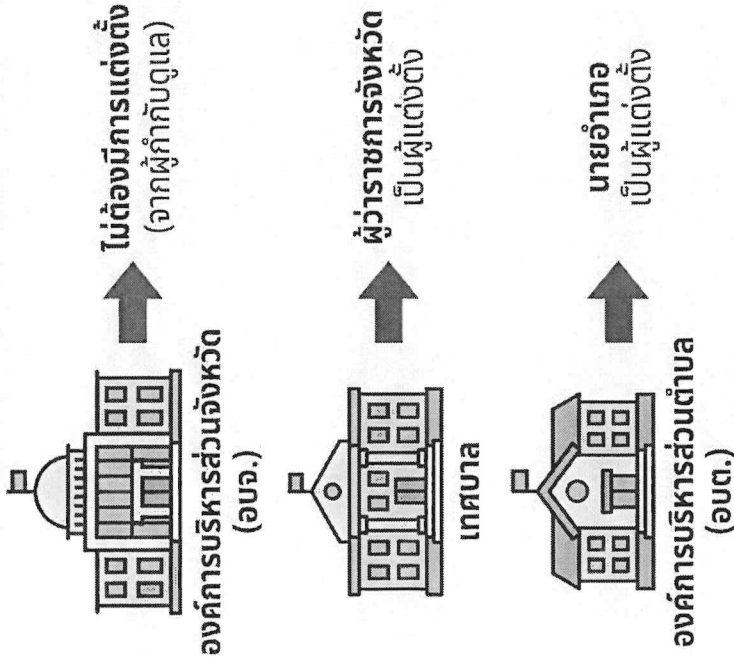 องค์การบริหารส่วนจังหวัด
(อบจ.)
ไม่ต้องมีการแต่งตั้ง
(จากผู้กำกับดูแล)
เทศบาล
ผู้ว่าราชการจังหวัด
เป็นผู้แต่งตั้ง
องค์การบริหารส่วนตำบล
(อบต.)
นายอำเภอ
เป็นผู้แต่งตั้ง